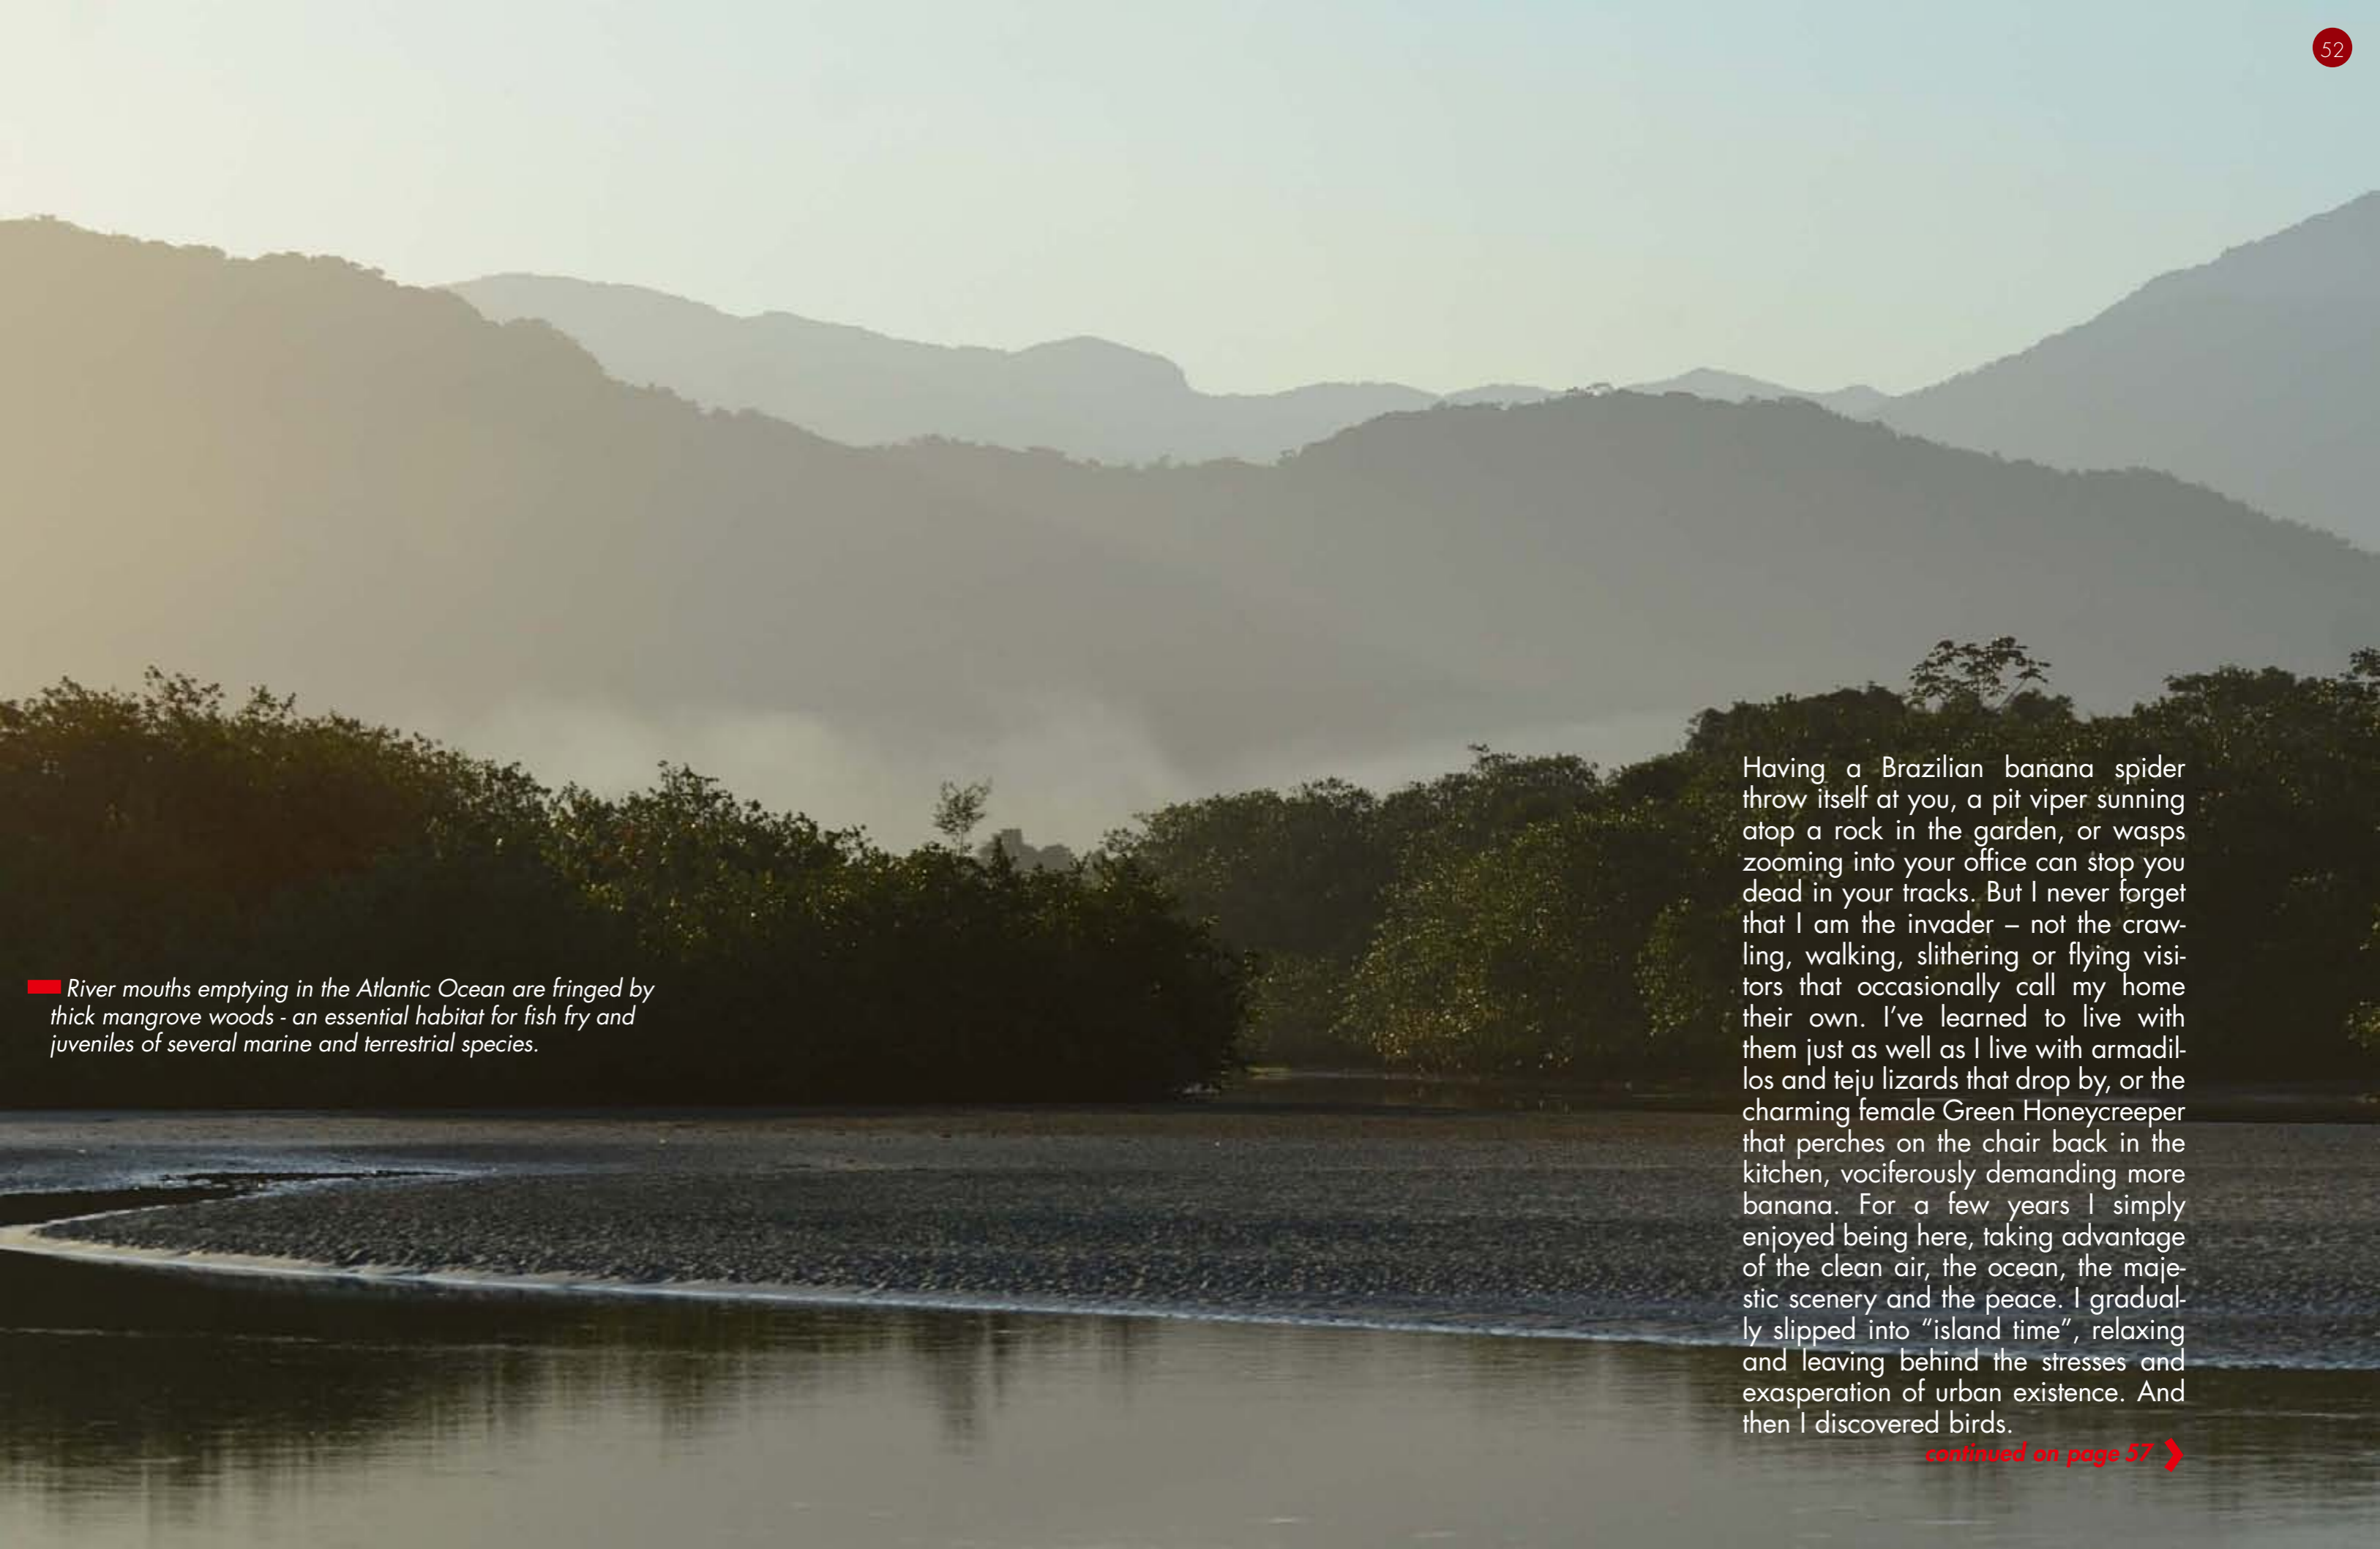 52
River mouths emptying in the Atlantic Ocean are fringed by
thick mangrove woods - an essential habitat for fish fry and
juveniles of several marine and terrestrial species.
Having a Brazilian banana spider
throw itself at you, a pit viper sunning
atop a rock in the garden, or wasps
zooming into your office can stop you
dead in your tracks. But I never forget
that I am the invader – not the craw-
ling, walking, slithering or flying visi-
tors that occasionally call my home
their own. I’ve learned to live with
them just as well as I live with armadil-
los and teju lizards that drop by, or the
charming female Green Honeycreeper
that perches on the chair back in the
kitchen, vociferously demanding more
banana. For a few years I simply
enjoyed being here, taking advantage
of the clean air, the ocean, the maje-
stic scenery and the peace. I gradual-
ly slipped into “island time”, relaxing
and leaving behind the stresses and
exasperation of urban existence. And
then I discovered birds.
continued on page 57